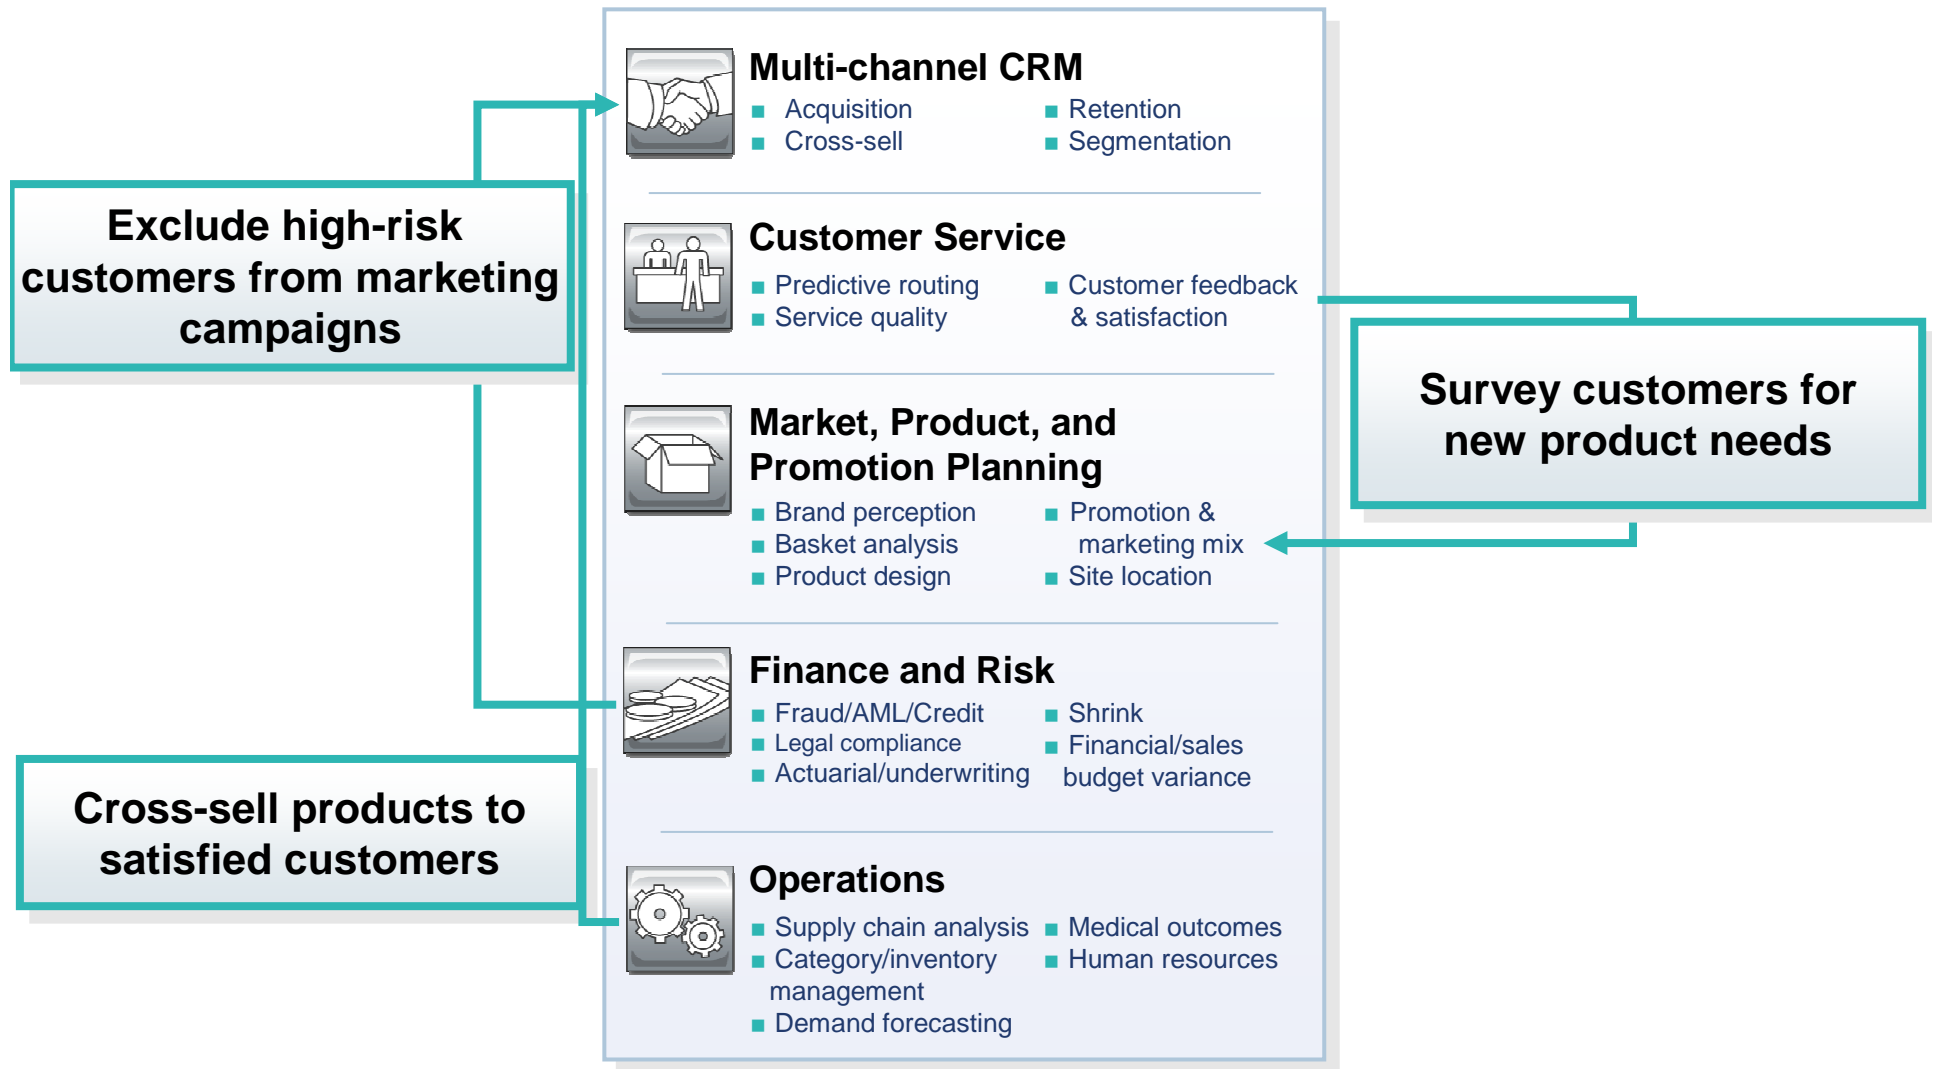 Multi-channel CRM
Acquisition
Cross-sell
Retention
Segmentation
Exclude high-risk
customers from marketing
campaigns
Customer Service
Predictive routing
Service quality
Customer feedback
& satisfaction
Survey customers for
new product needs
Market, Product, and
Promotion Planning
Brand perception
Basket analysis
Product design
Promotion &
marketing mix
Site location
Finance and Risk
Fraud/AML/Credit
Legal compliance
Actuarial/underwriting
Shrink
Financial/sales
budget variance
Cross-sell products to
satisfied customers
Operations
Supply chain analysis
Category/inventory
management
Demand forecasting
Medical outcomes
Human resources